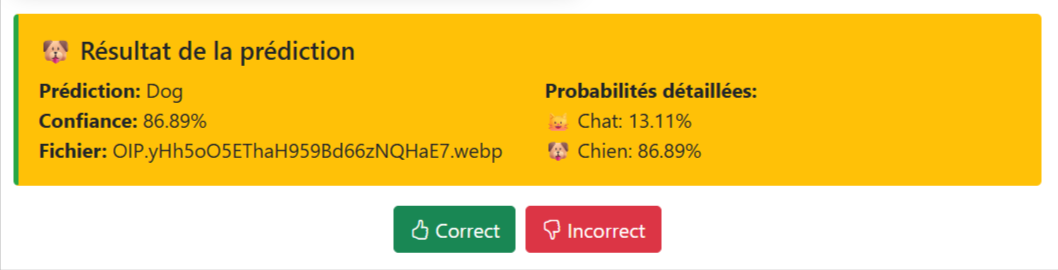 Résultat de la prédiction
Prédiction: Dog
Confiance: 86.89%
Fichier: OIP.yHh5oO5EThaH959Bd66zNQHaE7.webp
Probabilités détaillées:
Chat: 13.11%
Chien: 86.89%
Correct
Incorrect